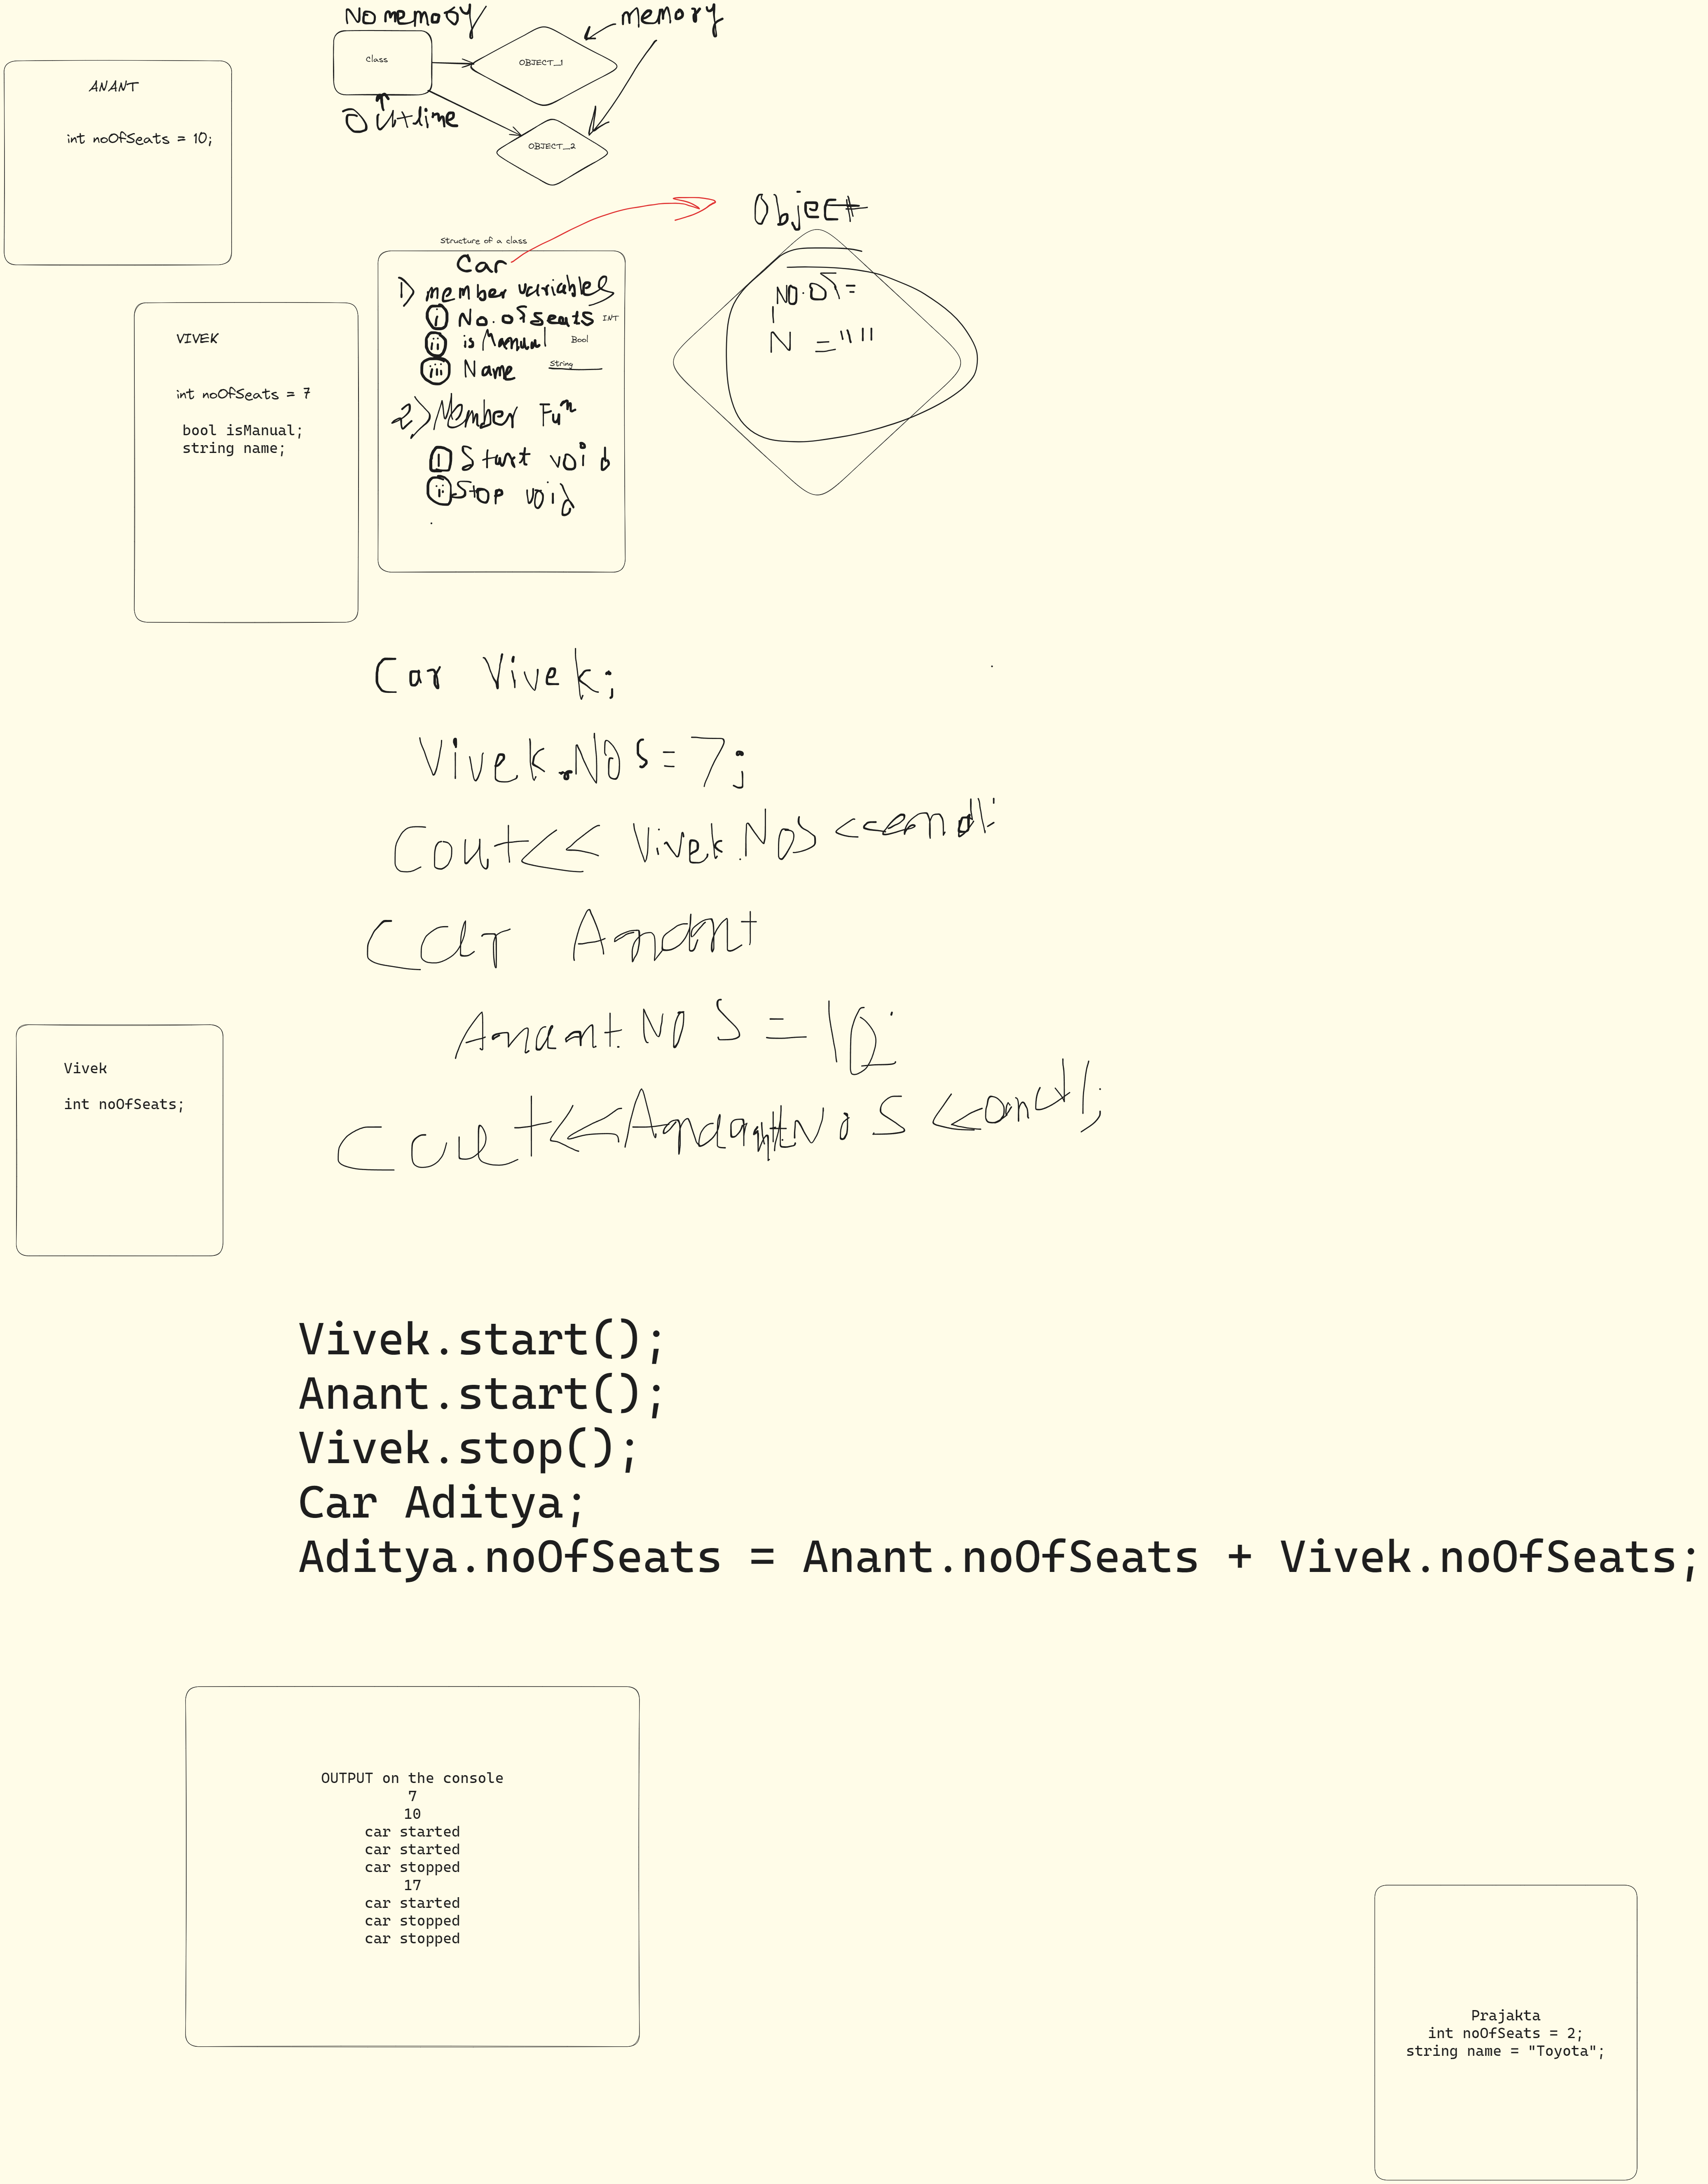 No memory
memory
class
OBJECT_1
Outline
OBJECT_2
ANANT
int noOfSeats = 10;
Structure of a class
Car
1) member variables
i No. of seats INT
ii is Manual Bool
iii Name String
2) Member Fuⁿ
i Start void
ii Stop void
Object
No. Of =
N = " "
VIVEK
int noOfSeats = 7
bool isManual;
string name;
Car Vivek;
Vivek.NOS = 7;
Cout << Vivek.NOS << endl;
Car Anant
Anant.NOS = 10;
Cout << Anant.NOS << endl;
Vivek
int noOfSeats;
Vivek.start();
Anant.start();
Vivek.stop();
Car Aditya;
Aditya.noOfSeats = Anant.noOfSeats + Vivek.noOfSeats;
OUTPUT on the console
7
10
car started
car started
car stopped
17
car started
car stopped
car stopped
Prajakta
int noOfSeats = 2;
string name = "Toyota";